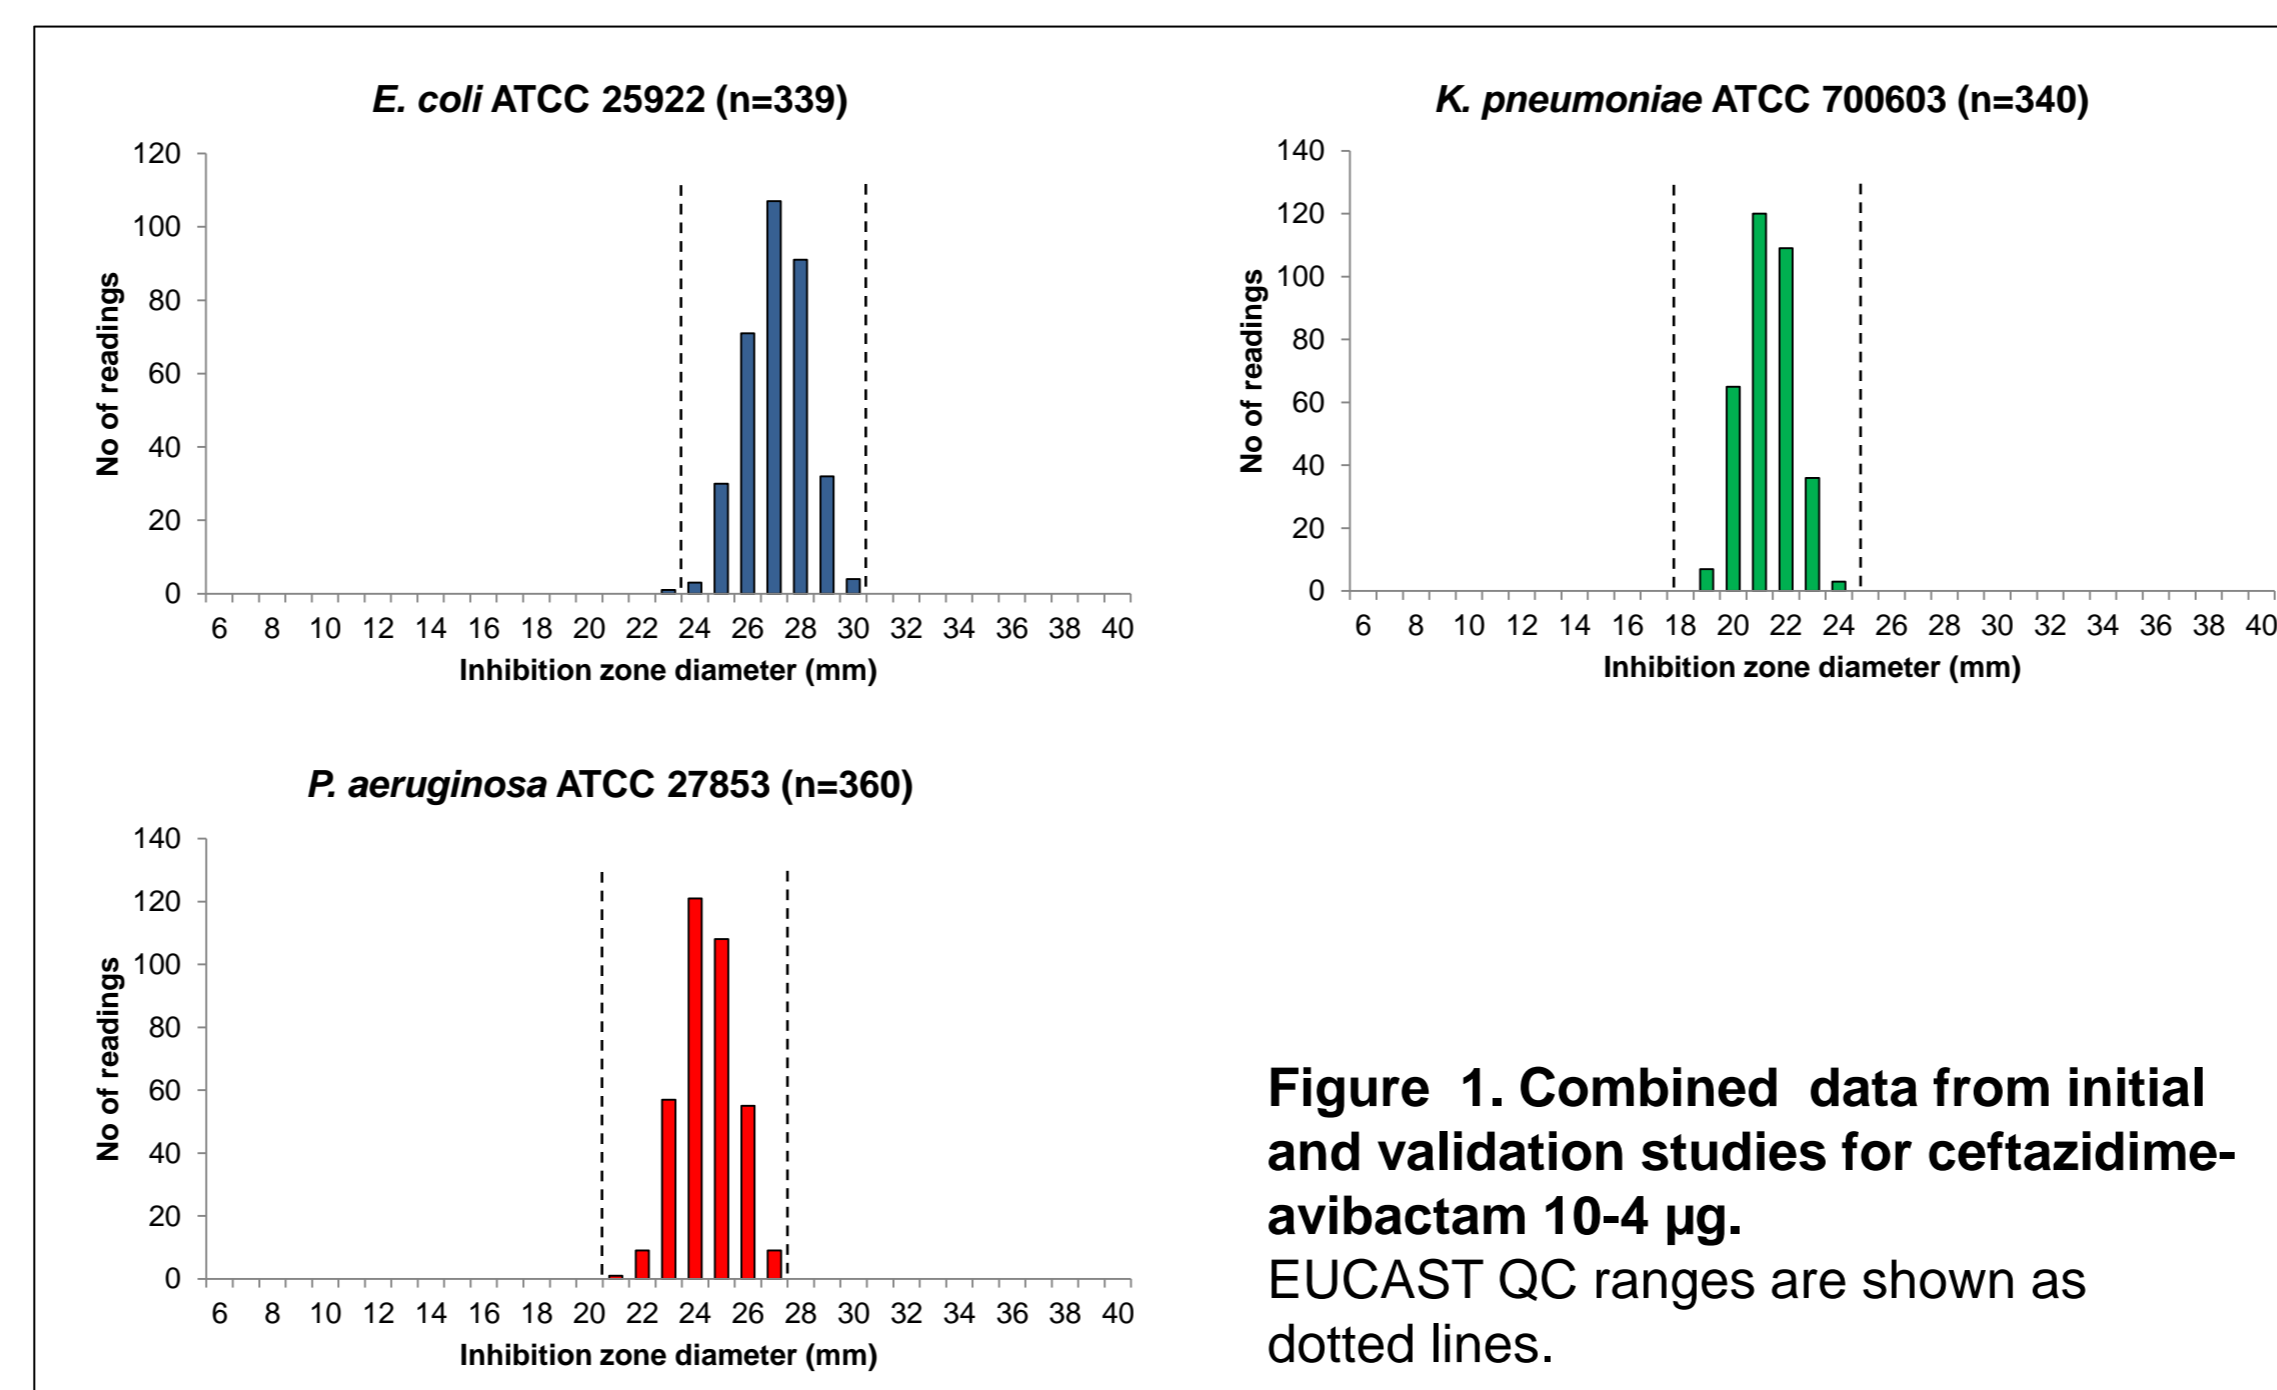 E. coli ATCC 25922 (n=339)
120
100
80
60
40
20
0
No of readings
6 8 10 12 14 16 18 20 22 24 26 28 30 32 34 36 38 40
Inhibition zone diameter (mm)
K. pneumoniae ATCC 700603 (n=340)
140
120
100
80
60
40
20
0
No of readings
6 8 10 12 14 16 18 20 22 24 26 28 30 32 34 36 38 40
Inhibition zone diameter (mm)
P. aeruginosa ATCC 27853 (n=360)
140
120
100
80
60
40
20
0
No of readings
6 8 10 12 14 16 18 20 22 24 26 28 30 32 34 36 38 40
Inhibition zone diameter (mm)
Figure 1. Combined data from initial
and validation studies for ceftazidime-
avibactam 10-4 µg.
EUCAST QC ranges are shown as
dotted lines.